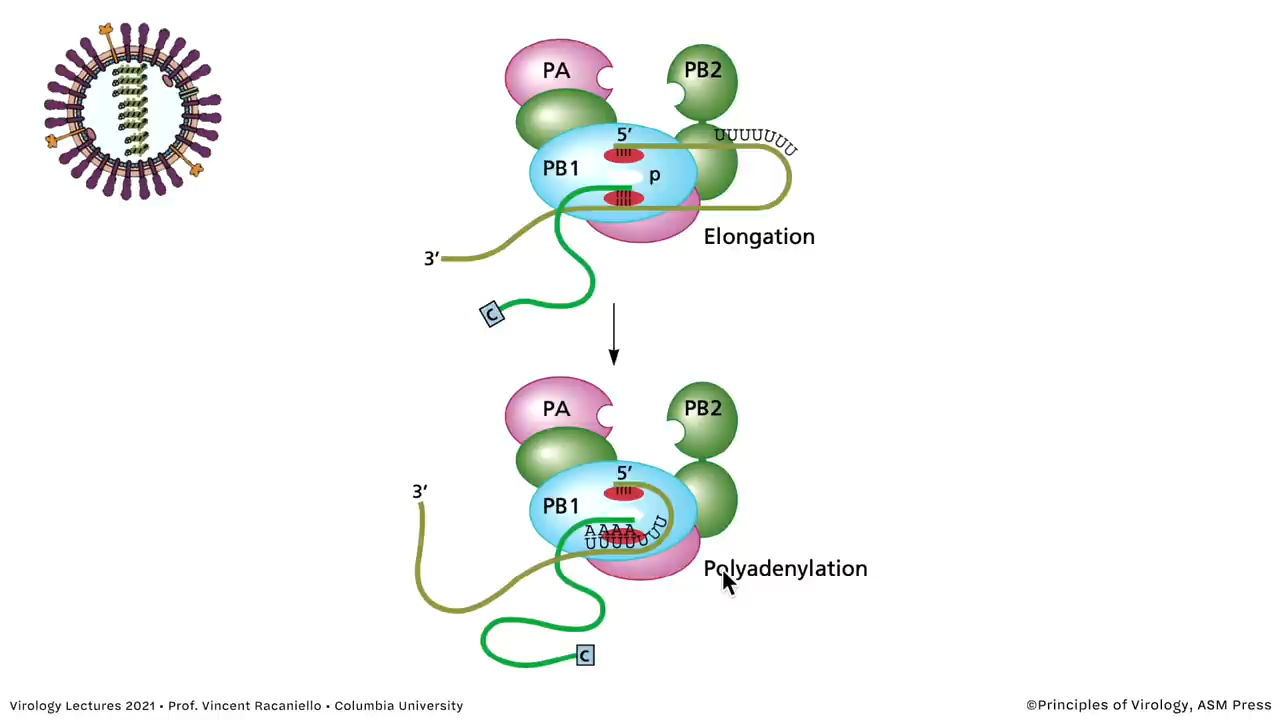 PA
PB2
5′
UUUUUUU
PB1
p
Elongation
3′
C
PA
PB2
5′
3′
PB1
AAAA
UUUUUUU
Polyadenylation
C
Virology Lectures 2021 • Prof. Vincent Racaniello • Columbia University
©Principles of Virology, ASM Press